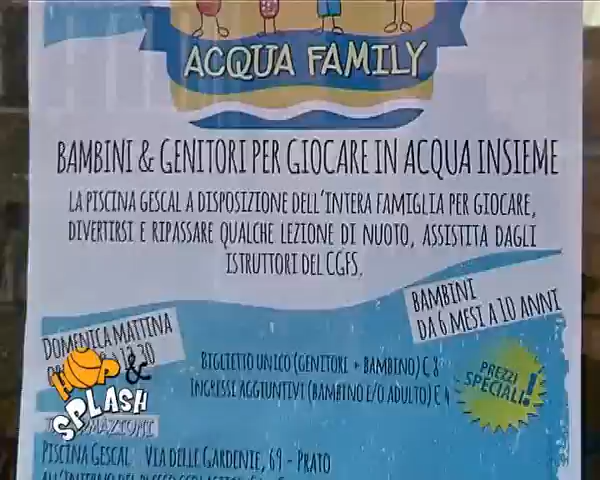 ACQUA FAMILY
BAMBINI & GENITORI PER GIOCARE IN ACQUA INSIEME
LA PISCINA GESCAL A DISPOSIZIONE DELL'INTERA FAMIGLIA PER GIOCARE,
DIVERTIRSI E RIPASSARE QUALCHE LEZIONE DI NUOTO, ASSISTITA DAGLI
ISTRUTTORI DEL CGFS.
BAMBINI
DA 6 MESI A 10 ANNI
DOMENICA MATTINA
BIGLIETTO UNICO (GENITORI + BAMBINO) € 8
INGRESSI AGGIUNTIVI (BAMBINO E/O ADULTO) € 4
PREZZI
SPECIALI!
HOP &
SPLASH
PISCINA GESCAL VIA DELLE GARDENIE, 69 - PRATO